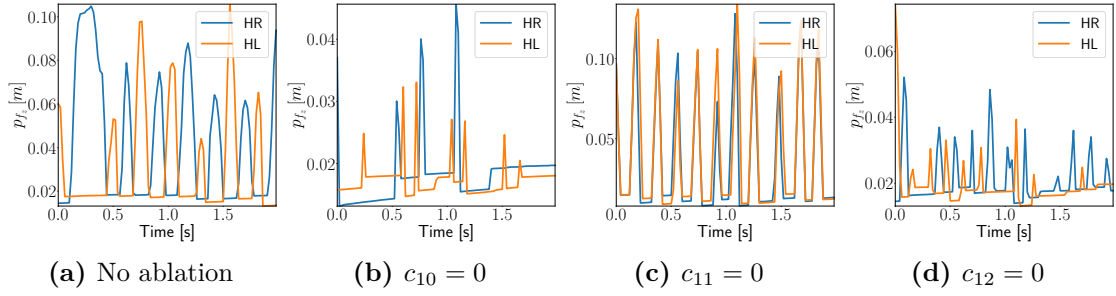 0.10
0.08
0.06
0.04
0.02
p_{f_z} [m]
0.0 0.5 1.0 1.5
Time [s]
HR
HL
(a) No ablation
0.04
0.03
0.02
p_{f_z} [m]
0.0 0.5 1.0 1.5
Time [s]
HR
HL
(b) c_{10} = 0
0.10
0.05
p_{f_z} [m]
0.0 0.5 1.0 1.5
Time [s]
HR
HL
(c) c_{11} = 0
0.06
0.04
0.02
p_{f_z} [m]
0.0 0.5 1.0 1.5
Time [s]
HR
HL
(d) c_{12} = 0